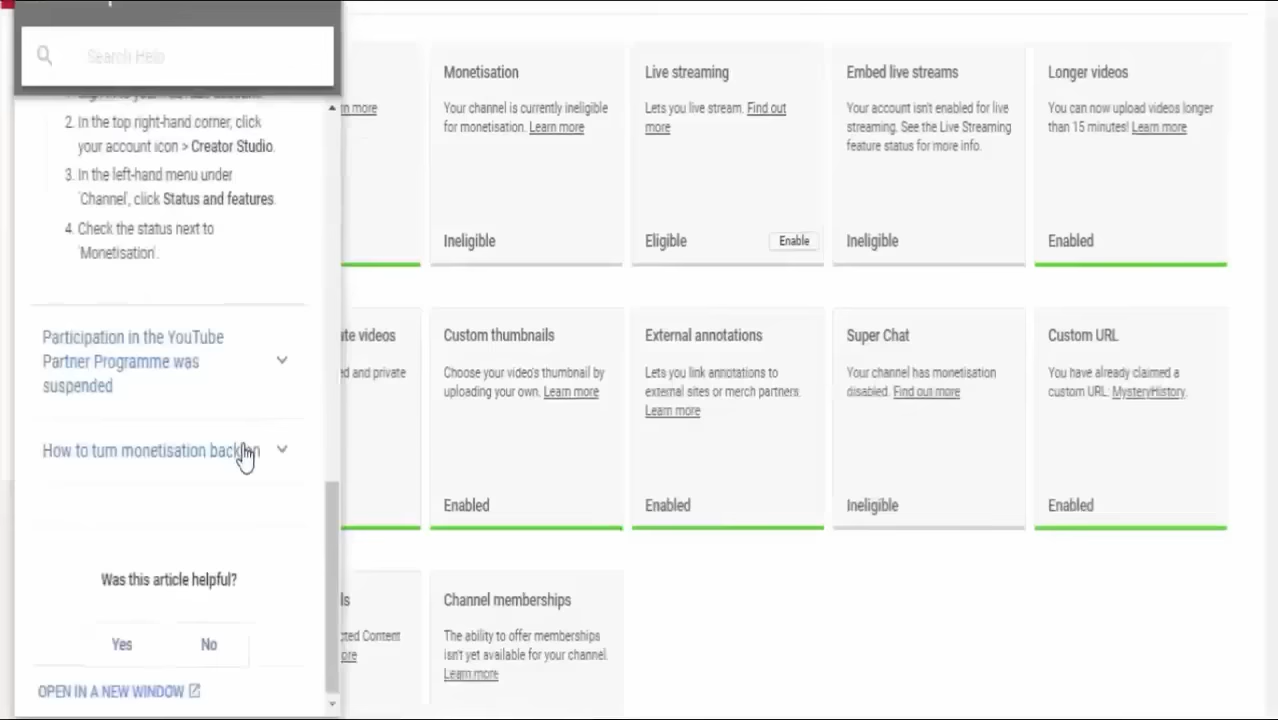 Search Help
2. In the top right-hand corner, click
your account icon > Creator Studio.
3. In the left-hand menu under
'Channel', click Status and features.
4. Check the status next to
'Monetisation'.
Participation in the YouTube
Partner Programme was
suspended
How to turn monetisation back
Was this article helpful?
Yes
No
OPEN IN A NEW WINDOW
more
Monetisation
Your channel is currently ineligible
for monetisation. Learn more
Ineligible
Live streaming
Lets you live stream. Find out
more
Eligible
Enable
Embed live streams
Your account isn't enabled for live
streaming. See the Live Streaming
feature status for more info.
Ineligible
Longer videos
You can now upload videos longer
than 15 minutes! Learn more
Enabled
videos
and private
Custom thumbnails
Choose your video's thumbnail by
uploading your own. Learn more
Enabled
External annotations
Lets you link annotations to
external sites or merch partners.
Learn more
Enabled
Super Chat
Your channel has monetisation
disabled. Find out more
Ineligible
Custom URL
You have already claimed a
custom URL: MysteryHistory.
Enabled
Content
Channel memberships
The ability to offer memberships
isn't yet available for your channel.
Learn more